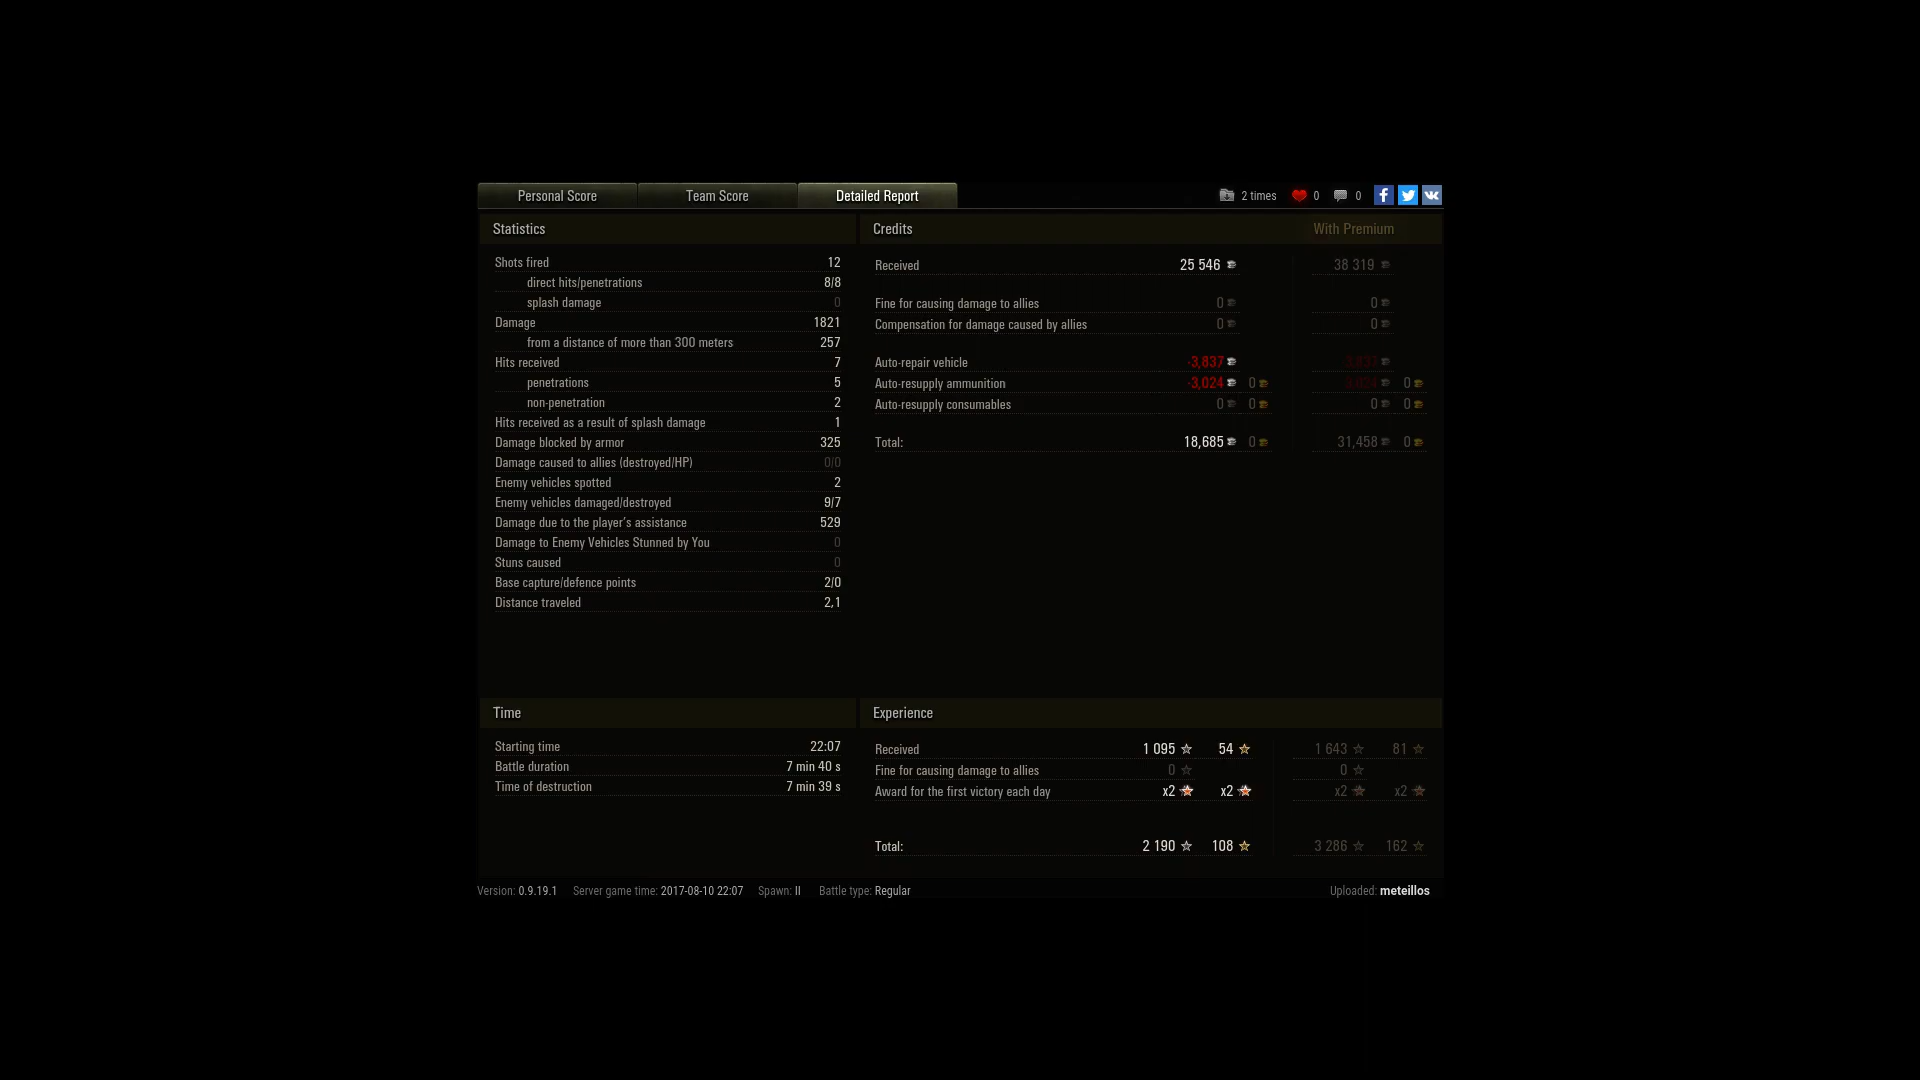 Personal Score Team Score Detailed Report 2 times 0 0
Statistics
Shots fired 12
direct hits/penetrations 8/8
splash damage 0
Damage 1821
from a distance of more than 300 meters 257
Hits received 7
penetrations 5
non-penetration 2
Hits received as a result of splash damage 1
Damage blocked by armor 325
Damage caused to allies (destroyed/HP) 0/0
Enemy vehicles spotted 2
Enemy vehicles damaged/destroyed 9/7
Damage due to the player's assistance 529
Damage to Enemy Vehicles Stunned by You 0
Stuns caused 0
Base capture/defence points 2/0
Distance traveled 2,1
Credits With Premium
Received 25 546 38 319
Fine for causing damage to allies 0 0
Compensation for damage caused by allies 0 0
Auto-repair vehicle -3,837 -3,837
Auto-resupply ammunition -3,024 0 -3,024 0
Auto-resupply consumables 0 0 0 0
Total: 18,685 0 31,458 0
Time
Starting time 22:07
Battle duration 7 min 40 s
Time of destruction 7 min 39 s
Experience
Received 1 095 54 1 643 81
Fine for causing damage to allies 0 0
Award for the first victory each day x2 x2 x2 x2
Total: 2 190 108 3 286 162
Version: 0.9.19.1 Server game time: 2017-08-10 22:07 Spawn: II Battle type: Regular Uploaded: meteillos